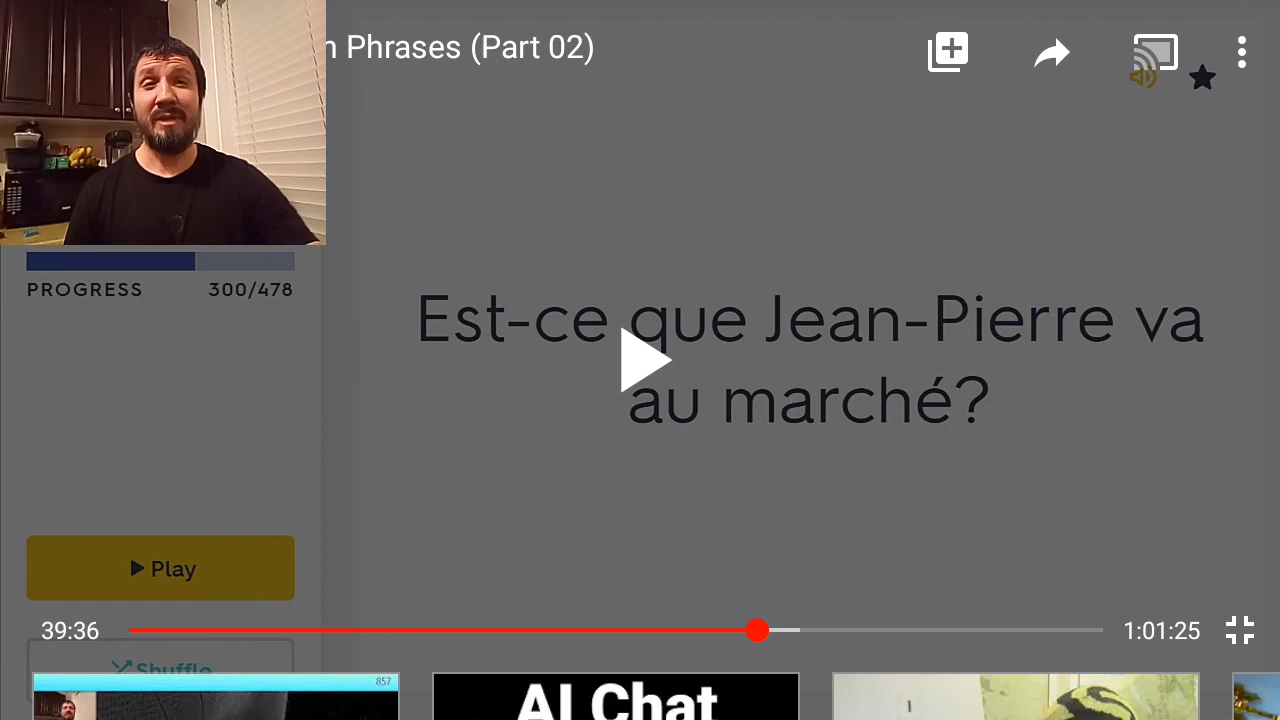 n Phrases (Part 02)
PROGRESS 300/478
Est-ce que Jean-Pierre va
au marché?
Play
39:36
1:01:25
Shuffle
857
AI Chat